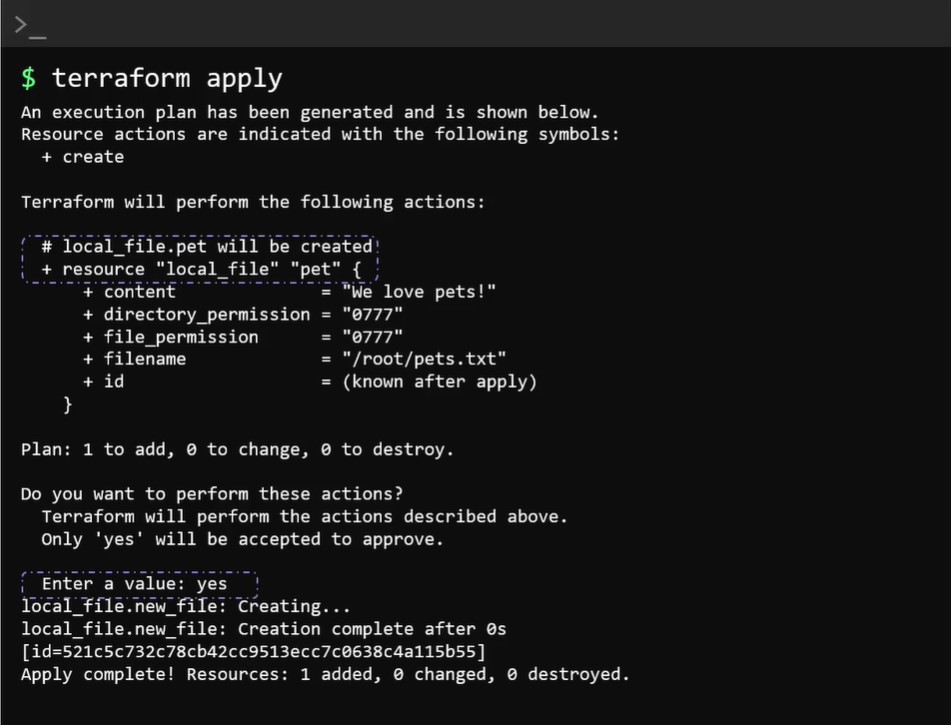 >_
$ terraform apply
An execution plan has been generated and is shown below.
Resource actions are indicated with the following symbols:
  + create

Terraform will perform the following actions:

  # local_file.pet will be created
  + resource "local_file" "pet" {
      + content              = "We love pets!"
      + directory_permission = "0777"
      + file_permission      = "0777"
      + filename             = "/root/pets.txt"
      + id                   = (known after apply)
    }

Plan: 1 to add, 0 to change, 0 to destroy.

Do you want to perform these actions?
  Terraform will perform the actions described above.
  Only 'yes' will be accepted to approve.

  Enter a value: yes
local_file.new_file: Creating...
local_file.new_file: Creation complete after 0s
[id=521c5c732c78cb42cc9513ecc7c0638c4a115b55]
Apply complete! Resources: 1 added, 0 changed, 0 destroyed.